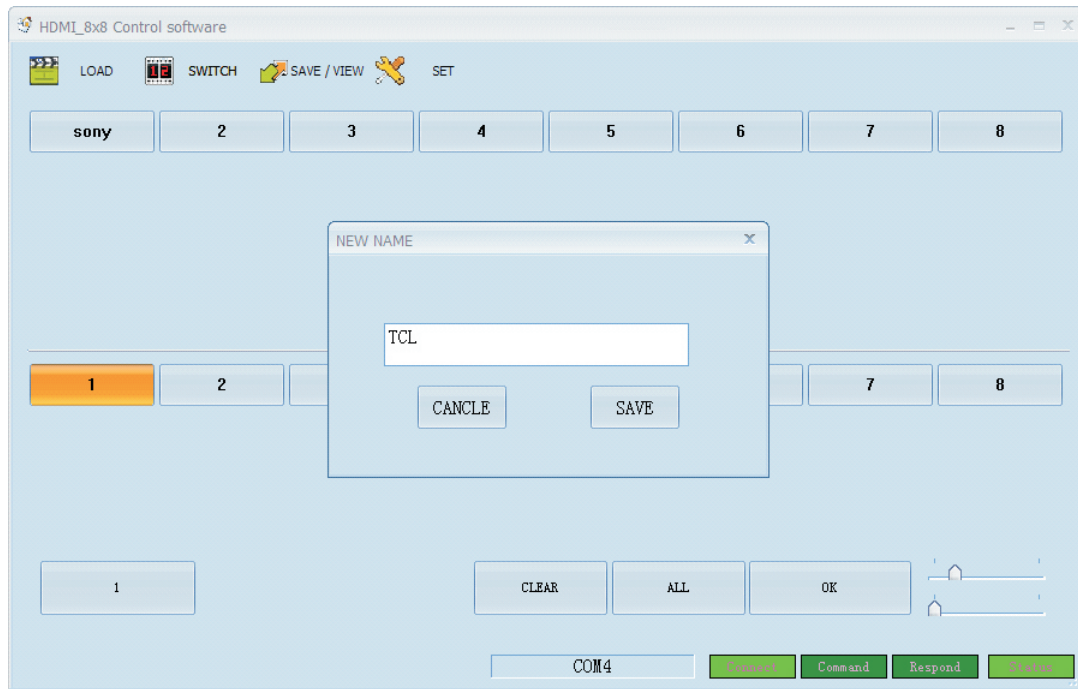 HDMI_8x8 Control software
LOAD SWITCH SAVE / VIEW SET
sony 2 3 4 5 6 7 8
NEW NAME
TCL
1 2 7 8
CANCLE SAVE
1 CLEAR ALL OK
COM4 Connect Command Respond Status